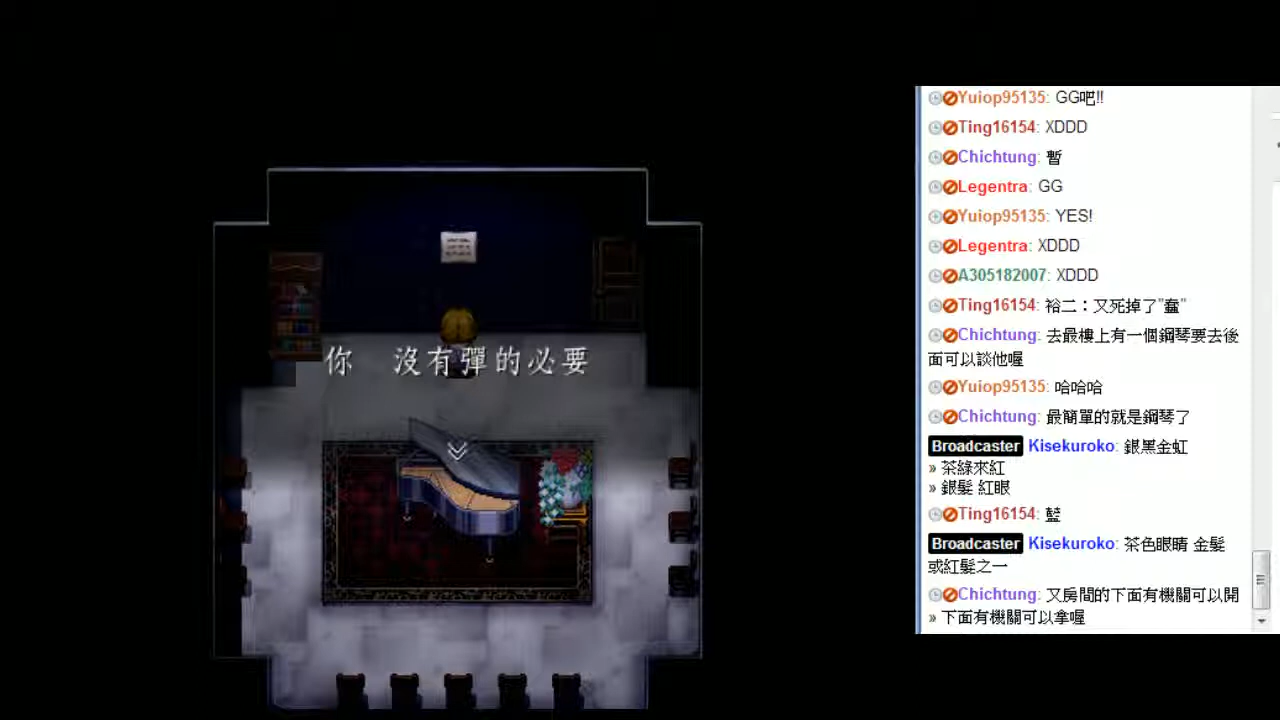 你　沒有彈的必要
Yuiop95135: GG吧!!
Ting16154: XDDD
Chichtung: 暫
Legentra: GG
Yuiop95135: YES!
Legentra: XDDD
A305182007: XDDD
Ting16154: 裕二：又死掉了"蠢"
Chichtung: 去最樓上有一個鋼琴要去後
面可以談他喔
Yuiop95135: 哈哈哈
Chichtung: 最簡單的就是鋼琴了
Broadcaster Kisekuroko: 銀黑金虹
» 茶綠來紅
» 銀髮 紅眼
Ting16154: 藍
Broadcaster Kisekuroko: 茶色眼睛 金髮
或紅髮之一
Chichtung: 又房間的下面有機關可以開
» 下面有機關可以拿喔